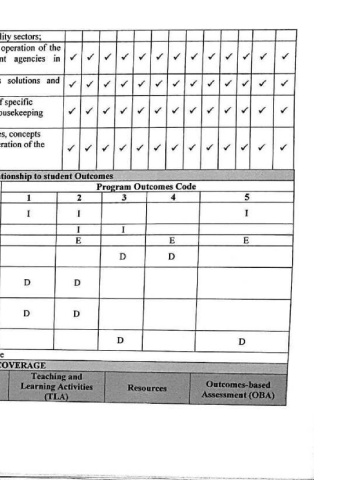 lity sectors;
operation of the
nt agencies in ✓ ✓ ✓ ✓ ✓ ✓ ✓ ✓ ✓ ✓ ✓ ✓ ✓
solutions and ✓ ✓ ✓ ✓ ✓ ✓ ✓ ✓ ✓ ✓ ✓ ✓ ✓
f specific
ousekeeping ✓ ✓ ✓ ✓ ✓ ✓ ✓ ✓ ✓ ✓ ✓ ✓ ✓
es, concepts
ration of the ✓ ✓ ✓ ✓ ✓ ✓ ✓ ✓ ✓ ✓ ✓ ✓ ✓
ationship to student Outcomes
Program Outcomes Code
1 2 3 4 5
I I I
I I
E E E
D D
D D
D D
D D
e
COVERAGE
Teaching and Learning Activities (TLA) Resources Outcomes-based Assessment (OBA)